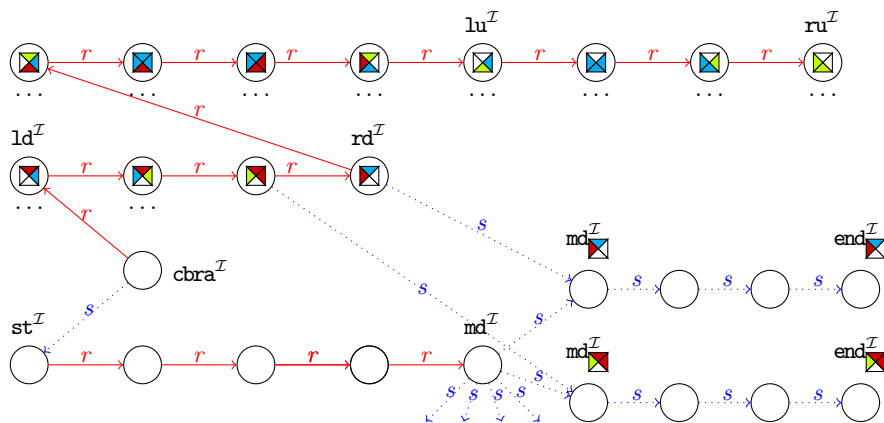 lu^I ru^I
r r r r r r r
... ... ... ... ... ... ...
r
ld^I rd^I
r r r
... ...
r s
cbra^I md^I end^I
s s s s s s
st^I md^I md^I end^I
r r r r s s s s
s s s s